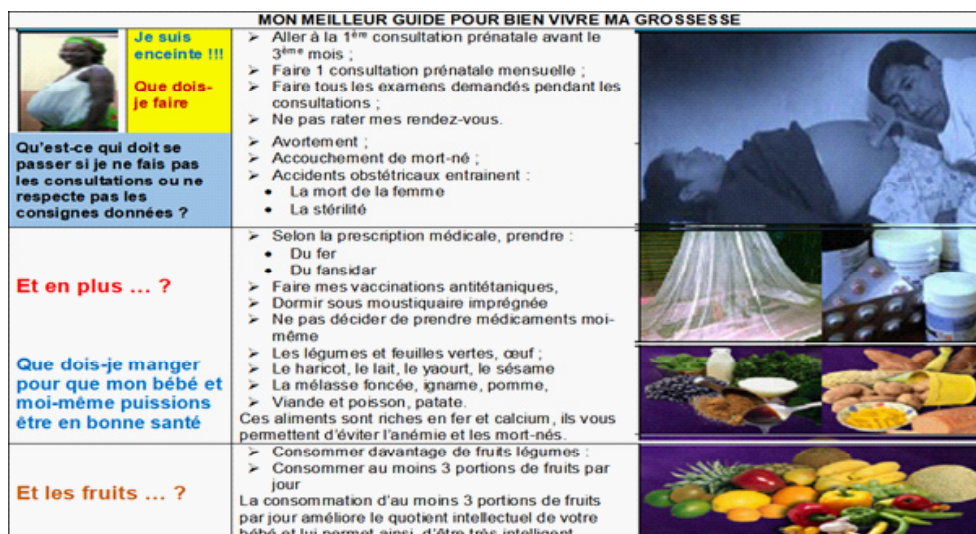 MON MEILLEUR GUIDE POUR BIEN VIVRE MA GROSSESSE
Je suis
enceinte !!!
Que dois-
je faire
➢ Aller à la 1ère consultation prénatale avant le
3ème mois ;
➢ Faire 1 consultation prénatale mensuelle ;
➢ Faire tous les examens demandés pendant les
consultations ;
➢ Ne pas rater mes rendez-vous.
Qu'est-ce qui doit se
passer si je ne fais pas
les consultations ou ne
respecte pas les
consignes données ?
➢ Avortement ;
➢ Accouchement de mort-né ;
➢ Accidents obstétricaux entrainent :
• La mort de la femme
• La stérilité
Et en plus ... ?
➢ Selon la prescription médicale, prendre :
• Du fer
• Du fansidar
➢ Faire mes vaccinations antitétaniques,
➢ Dormir sous moustiquaire imprégnée
➢ Ne pas décider de prendre médicaments moi-
même
Que dois-je manger
pour que mon bébé et
moi-même puissions
être en bonne santé
➢ Les légumes et feuilles vertes, œuf ;
➢ Le haricot, le lait, le yaourt, le sésame
➢ La mélasse foncée, igname, pomme,
➢ Viande et poisson, patate.
Ces aliments sont riches en fer et calcium, ils vous
permettent d'éviter l'anémie et les mort-nés.
Et les fruits ... ?
➢ Consommer davantage de fruits légumes :
➢ Consommer au moins 3 portions de fruits par
jour
La consommation d'au moins 3 portions de fruits
par jour améliore le quotient intellectuel de votre
bébé et lui permet ainsi, d'être très intelligent